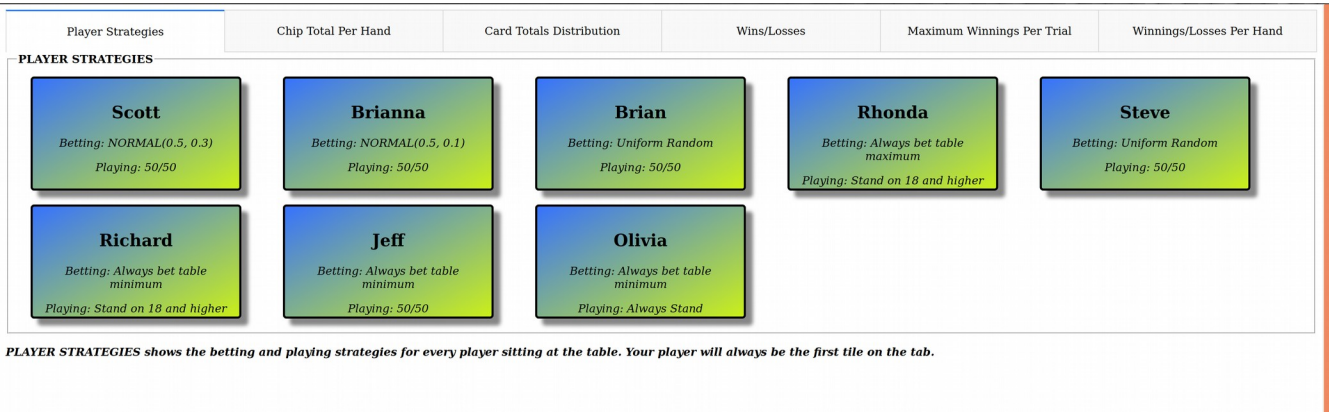 Player Strategies
Chip Total Per Hand
Card Totals Distribution
Wins/Losses
Maximum Winnings Per Trial
Winnings/Losses Per Hand
PLAYER STRATEGIES
Scott
Betting: NORMAL(0.5, 0.3)
Playing: 50/50
Brianna
Betting: NORMAL(0.5, 0.1)
Playing: 50/50
Brian
Betting: Uniform Random
Playing: 50/50
Rhonda
Betting: Always bet table
maximum
Playing: Stand on 18 and higher
Steve
Betting: Uniform Random
Playing: 50/50
Richard
Betting: Always bet table
minimum
Playing: Stand on 18 and higher
Jeff
Betting: Always bet table
minimum
Playing: 50/50
Olivia
Betting: Always bet table
minimum
Playing: Always Stand
PLAYER STRATEGIES shows the betting and playing strategies for every player sitting at the table. Your player will always be the first tile on the tab.